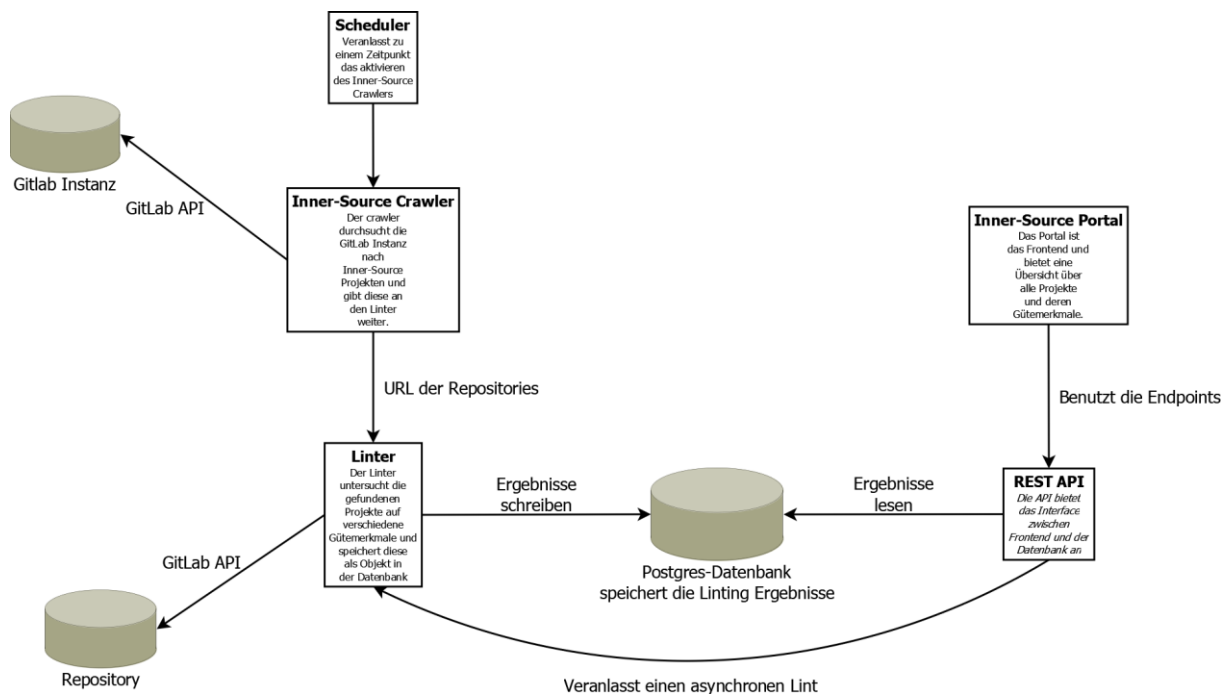 Scheduler
Veranlasst zu
einem Zeitpunkt
das aktivieren
des Inner-Source
Crawlers
Gitlab Instanz
GitLab API
Inner-Source Crawler
Der crawler
durchsucht die
GitLab Instanz
nach
Inner-Source
Projekten und
gibt diese an
den Linter
weiter.
Inner-Source Portal
Das Portal ist
das Frontend und
bietet eine
Übersicht über
alle Projekte
und deren
Gütemerkmale.
URL der Repositories
Benutzt die Endpoints
Linter
Der Linter
untersucht die
gefundenen
Projekte auf
verschiedene
Gütemerkmale und
speichert diese
als Objekt in
der Datenbank
Ergebnisse
schreiben
Ergebnisse
lesen
REST API
Die API bietet
das Interface
zwischen
Frontend und der
Datenbank an
GitLab API
Postgres-Datenbank
speichert die Linting Ergebnisse
Repository
Veranlasst einen asynchronen Lint